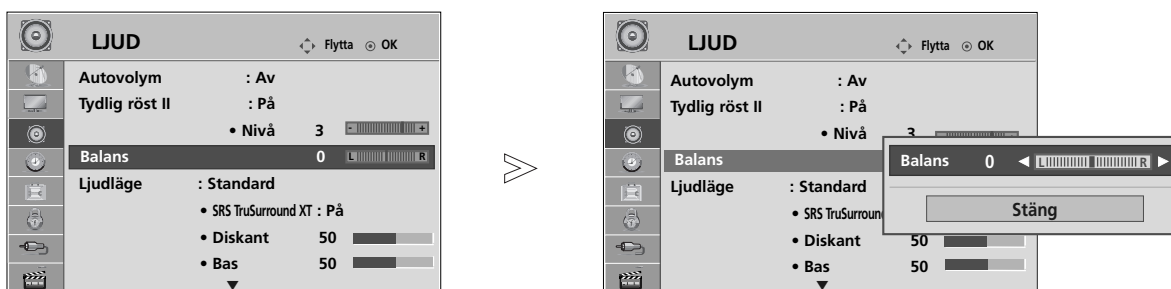 LJUD Flytta OK
Autovolym : Av
Tydlig röst II : På
• Nivå 3 - +
Balans 0 L R
Ljudläge : Standard
• SRS TruSurround XT : På
• Diskant 50
• Bas 50
LJUD Flytta OK
Autovolym : Av
Tydlig röst II : På
• Nivå 3
Balans
Ljudläge : Standard
• SRS TruSurroun
• Diskant 50
• Bas 50
Balans 0 L R
Stäng